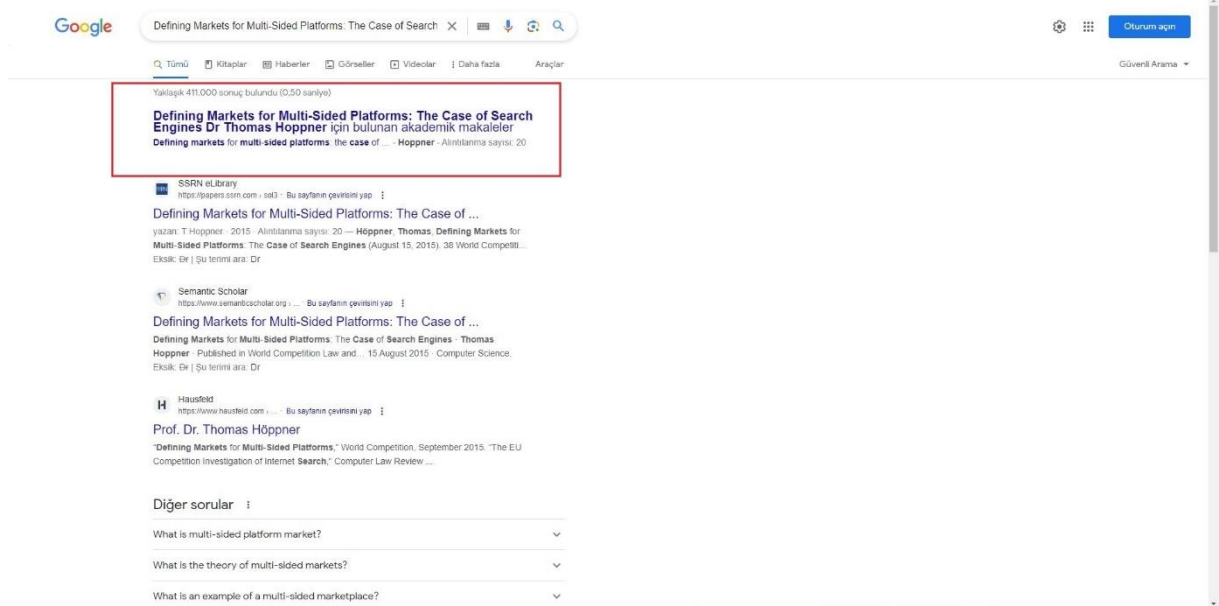 Google
Defining Markets for Multi-Sided Platforms: The Case of Search
Oturum açın
Tümü Kitaplar Haberler Görseller Videolar Daha fazla Araçlar
Güvenli Arama
Yaklaşık 411.000 sonuç bulundu (0,50 saniye)
Defining Markets for Multi-Sided Platforms: The Case of Search
Engines Dr Thomas Hoppner için bulunan akademik makaleler
Defining markets for multi-sided platforms: the case of ... - Hoppner - Alıntılanma sayısı: 20
SSRN eLibrary
https://papers.ssrn.com › sol3 · Bu sayfanın çevirisini yap
Defining Markets for Multi-Sided Platforms: The Case of ...
yazan: T Hoppner · 2015 · Alıntılanma sayısı: 20 — Höppner, Thomas, Defining Markets for
Multi-Sided Platforms: The Case of Search Engines (August 15, 2015). 38 World Competiti...
Eksik: Dr | Şu terimi ara: Dr
Semantic Scholar
https://www.semanticscholar.org › ... · Bu sayfanın çevirisini yap
Defining Markets for Multi-Sided Platforms: The Case of ...
Defining Markets for Multi-Sided Platforms: The Case of Search Engines · Thomas
Hoppner · Published in World Competition Law and... 15 August 2015 · Computer Science.
Eksik: Dr | Şu terimi ara: Dr
Hausfeld
https://www.hausfeld.com › ... · Bu sayfanın çevirisini yap
Prof. Dr. Thomas Höppner
"Defining Markets for Multi-Sided Platforms," World Competition, September 2015. "The EU
Competition Investigation of Internet Search," Computer Law Review ...
Diğer sorular
What is multi-sided platform market?
What is the theory of multi-sided markets?
What is an example of a multi-sided marketplace?